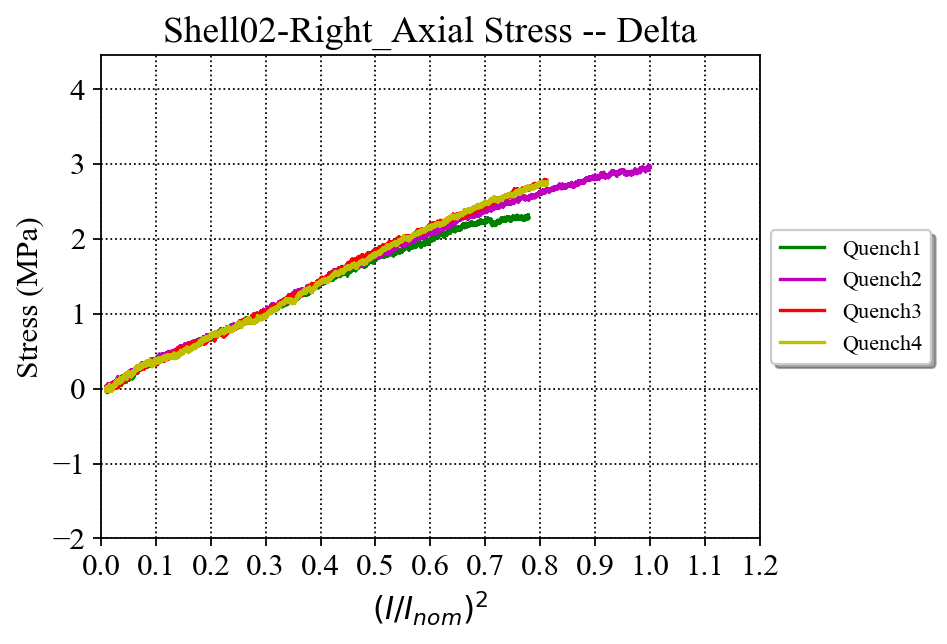 Shell02-Right_Axial Stress -- Delta
4
3
2
1
0
−1
−2
Stress (MPa)
0.0 0.1 0.2 0.3 0.4 0.5 0.6 0.7 0.8 0.9 1.0 1.1 1.2
(I/I_nom)^2
Quench1
Quench2
Quench3
Quench4